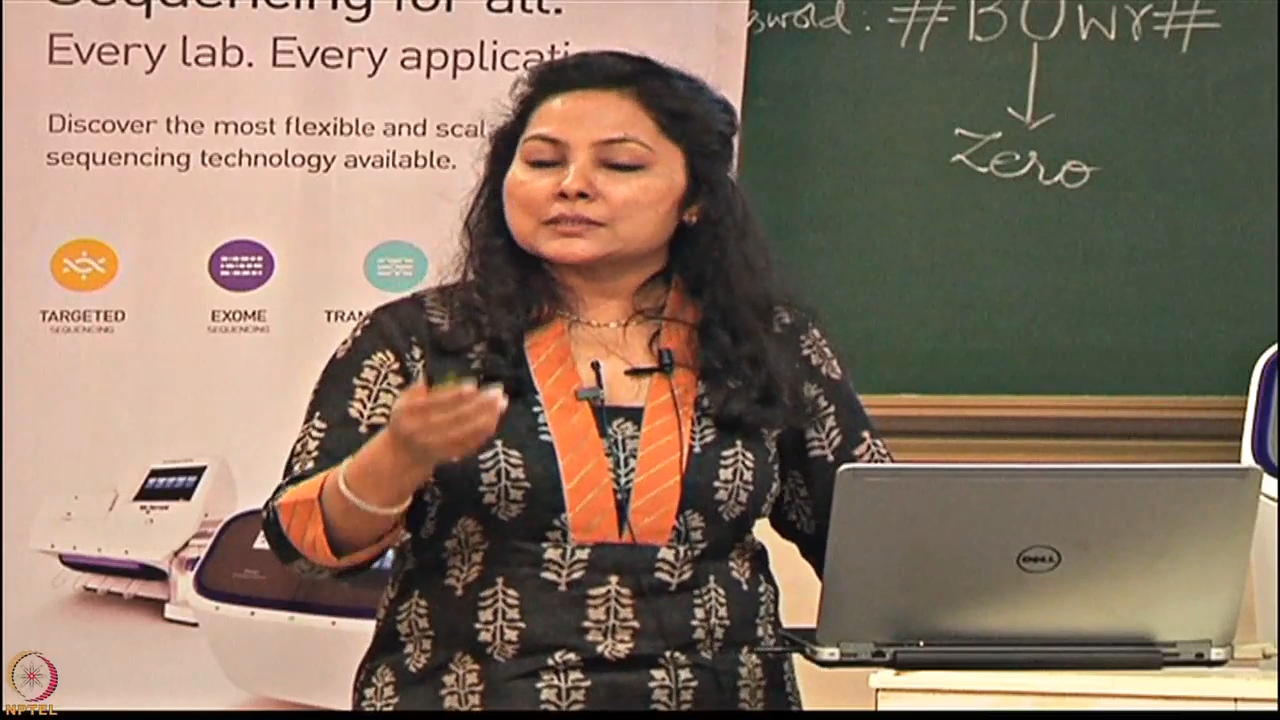 Sequencing for all.
Every lab. Every applicati
Discover the most flexible and scal
sequencing technology available.
TARGETED
SEQUENCING
EXOME
SEQUENCING
TRAN
sword: #BUWr#
Zero
DELL
NPTEL